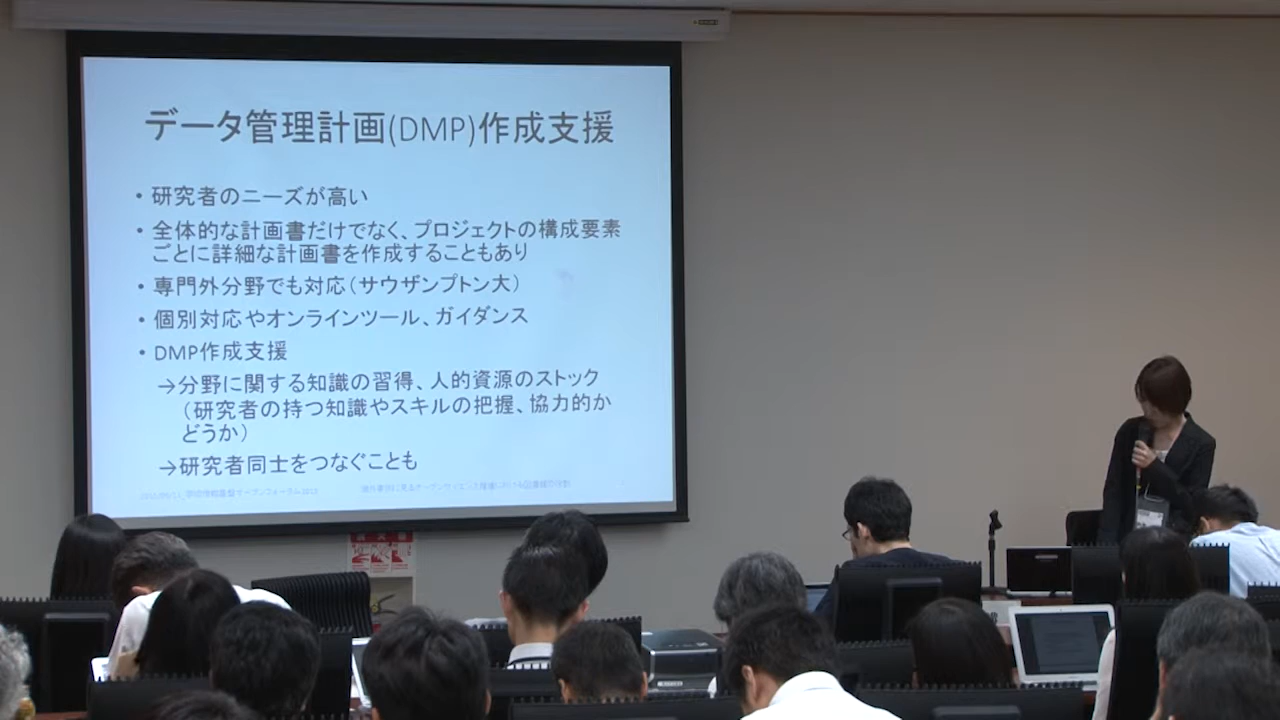 データ管理計画(DMP)作成支援
・研究者のニーズが高い
・全体的な計画書だけでなく、プロジェクトの構成要素
ごとに詳細な計画書を作成することもあり
・専門外分野でも対応（サウザンプトン大）
・個別対応やオンラインツール、ガイダンス
・DMP作成支援
→分野に関する知識の習得、人的資源のストック
（研究者の持つ知識やスキルの把握、協力的か
どうか）
→研究者同士をつなぐことも